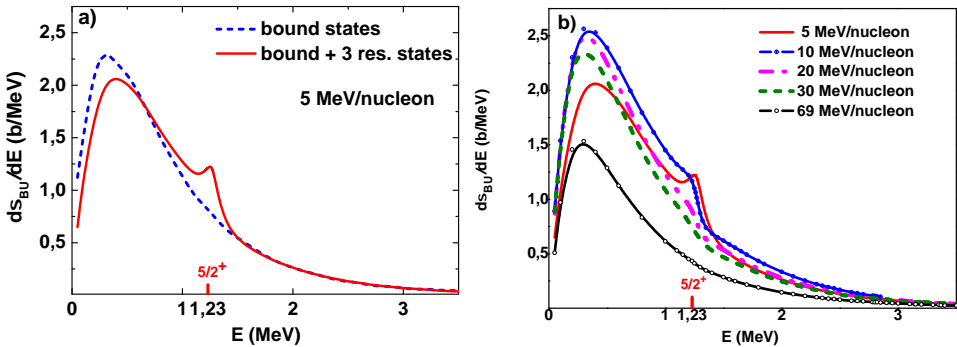 a)
bound states
bound + 3 res. states
5 MeV/nucleon
ds_BU/dE (b/MeV)
2,5
2,0
1,5
1,0
0,5
5/2+
0 1 1,23 2 3
E (MeV)
b)
5 MeV/nucleon
10 MeV/nucleon
20 MeV/nucleon
30 MeV/nucleon
69 MeV/nucleon
ds_BU/dE (b/MeV)
2,5
2,0
1,5
1,0
0,5
5/2+
0 1 1,23 2 3
E (MeV)